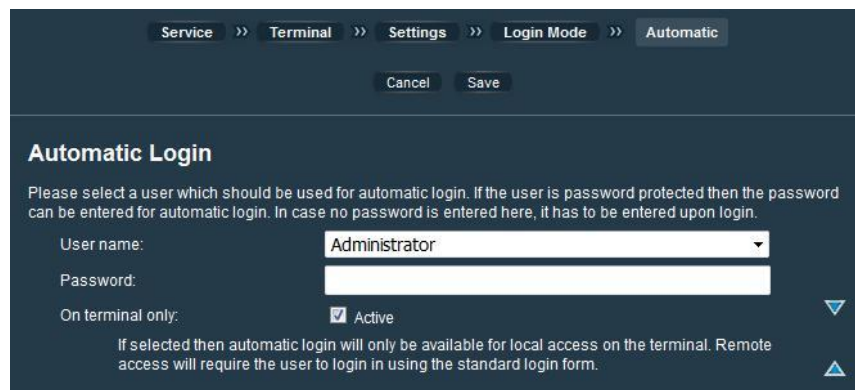 Service » Terminal » Settings » Login Mode » Automatic
Cancel Save
Automatic Login
Please select a user which should be used for automatic login. If the user is password protected then the password
can be entered for automatic login. In case no password is entered here, it has to be entered upon login.
User name: Administrator
Password:
On terminal only: Active
If selected then automatic login will only be available for local access on the terminal. Remote
access will require the user to login in using the standard login form.